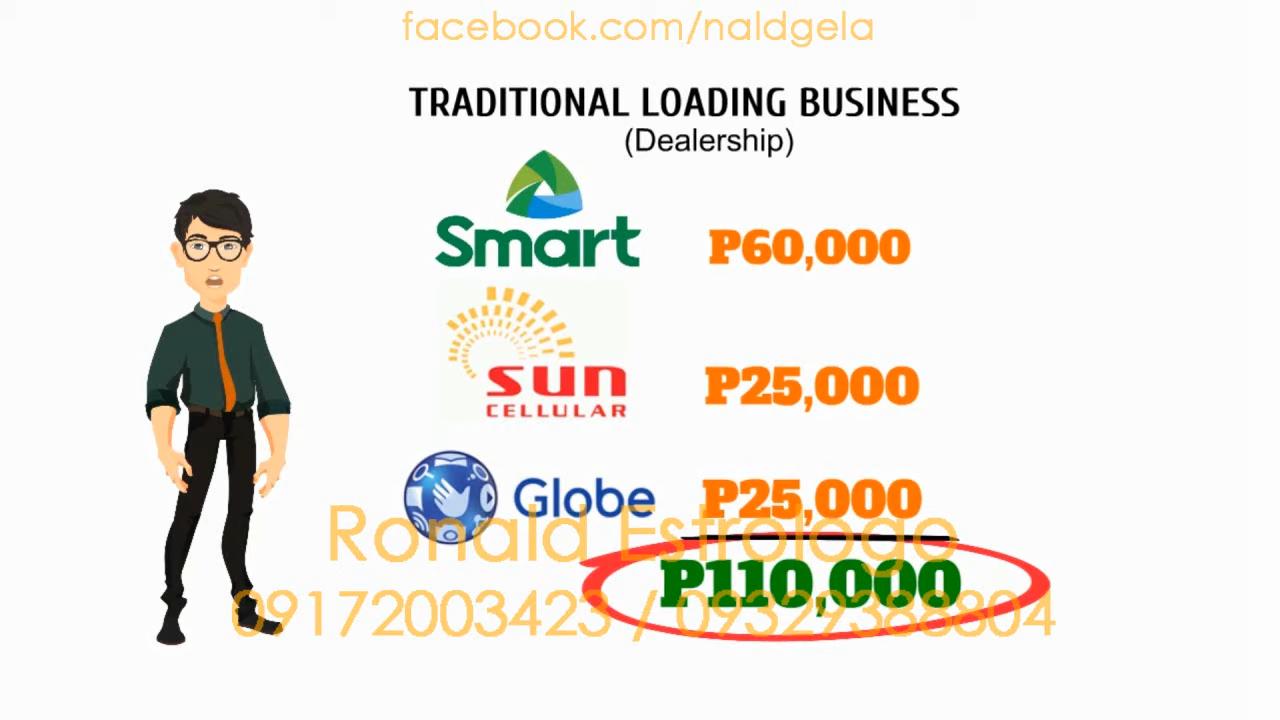 facebook.com/naldgela
TRADITIONAL LOADING BUSINESS
(Dealership)
Smart P60,000
sun
CELLULAR
P25,000
Globe P25,000
Ronald Estrologo
P110,000
09172003423 / 09329388804